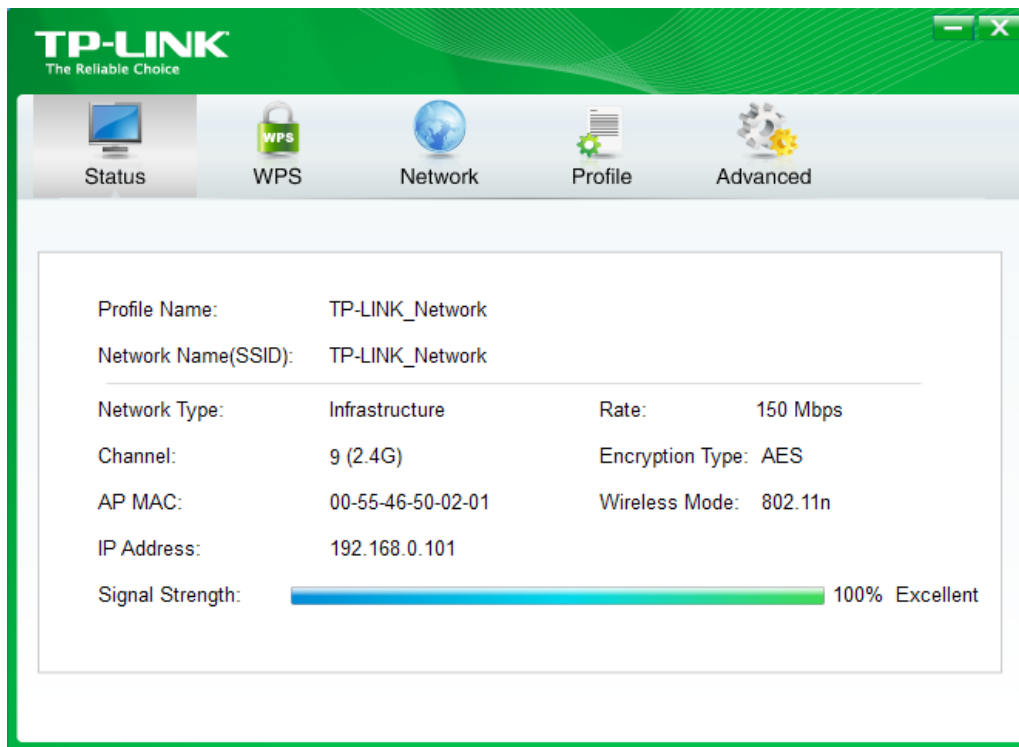 TP-LINK
The Reliable Choice
WPS
Status WPS Network Profile Advanced
Profile Name: TP-LINK_Network
Network Name(SSID): TP-LINK_Network
Network Type: Infrastructure Rate: 150 Mbps
Channel: 9 (2.4G) Encryption Type: AES
AP MAC: 00-55-46-50-02-01 Wireless Mode: 802.11n
IP Address: 192.168.0.101
Signal Strength: 100% Excellent